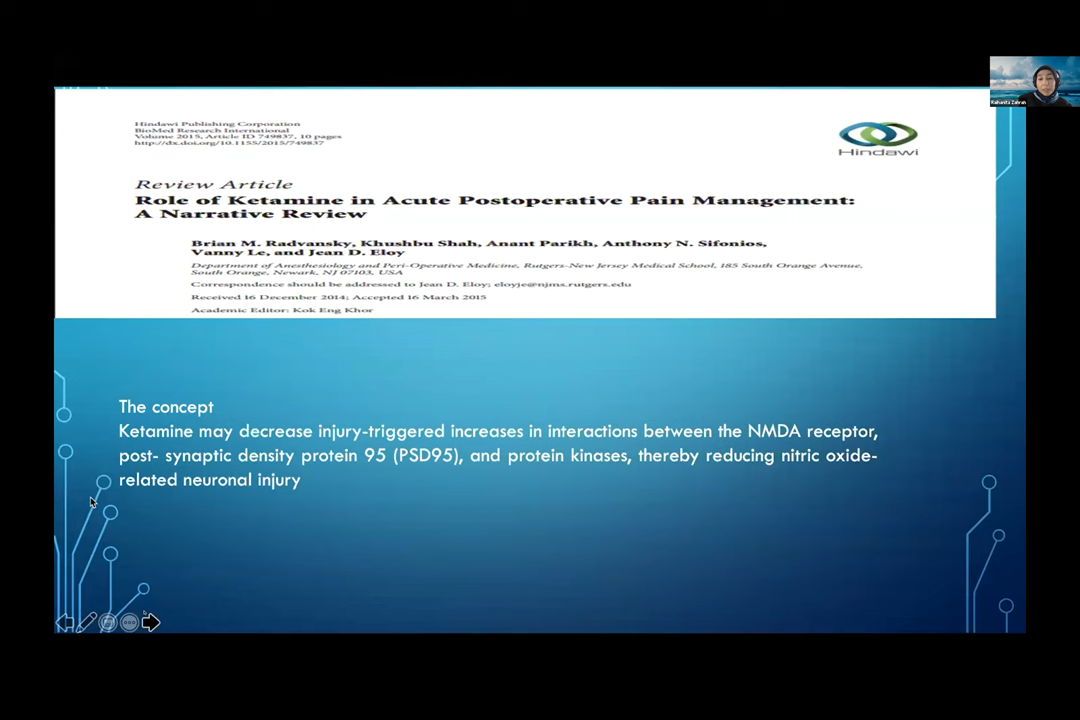 Hindawi Publishing Corporation
BioMed Research International
Volume 2015, Article ID 749837, 10 pages
http://dx.doi.org/10.1155/2015/749837
Hindawi
Review Article
Role of Ketamine in Acute Postoperative Pain Management:
A Narrative Review
Brian M. Radvansky, Khushbu Shah, Anant Parikh, Anthony N. Sifonios,
Vanny Le, and Jean D. Eloy
Department of Anesthesiology and Peri-Operative Medicine, Rutgers-New Jersey Medical School, 185 South Orange Avenue,
South Orange, Newark, NJ 07103, USA
Correspondence should be addressed to Jean D. Eloy; eloyje@njms.rutgers.edu
Received 16 December 2014; Accepted 16 March 2015
Academic Editor: Kok Eng Khor
The concept
Ketamine may decrease injury-triggered increases in interactions between the NMDA receptor,
post- synaptic density protein 95 (PSD95), and protein kinases, thereby reducing nitric oxide-
related neuronal injury